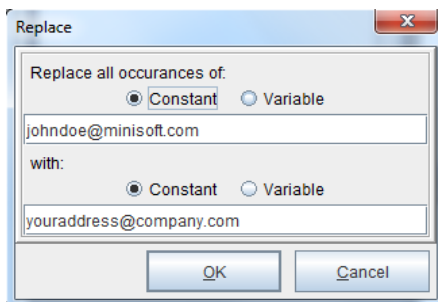 Replace
Replace all occurances of:
Constant Variable
johndoe@minisoft.com
with:
Constant Variable
youraddress@company.com
OK Cancel